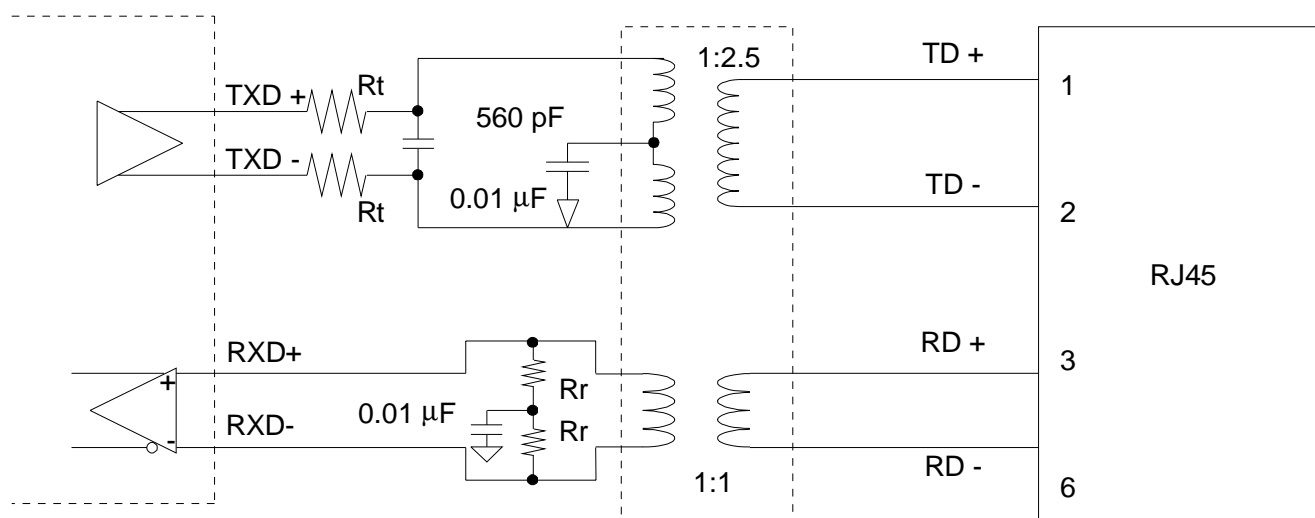 1:2.5
TD +
1
Rt
TXD +
560 pF
TXD -
0.01 μF
Rt
TD -
2
RJ45
RXD+
RD +
3
+
Rr
0.01 μF
Rr
RXD-
-
RD -
1:1
6